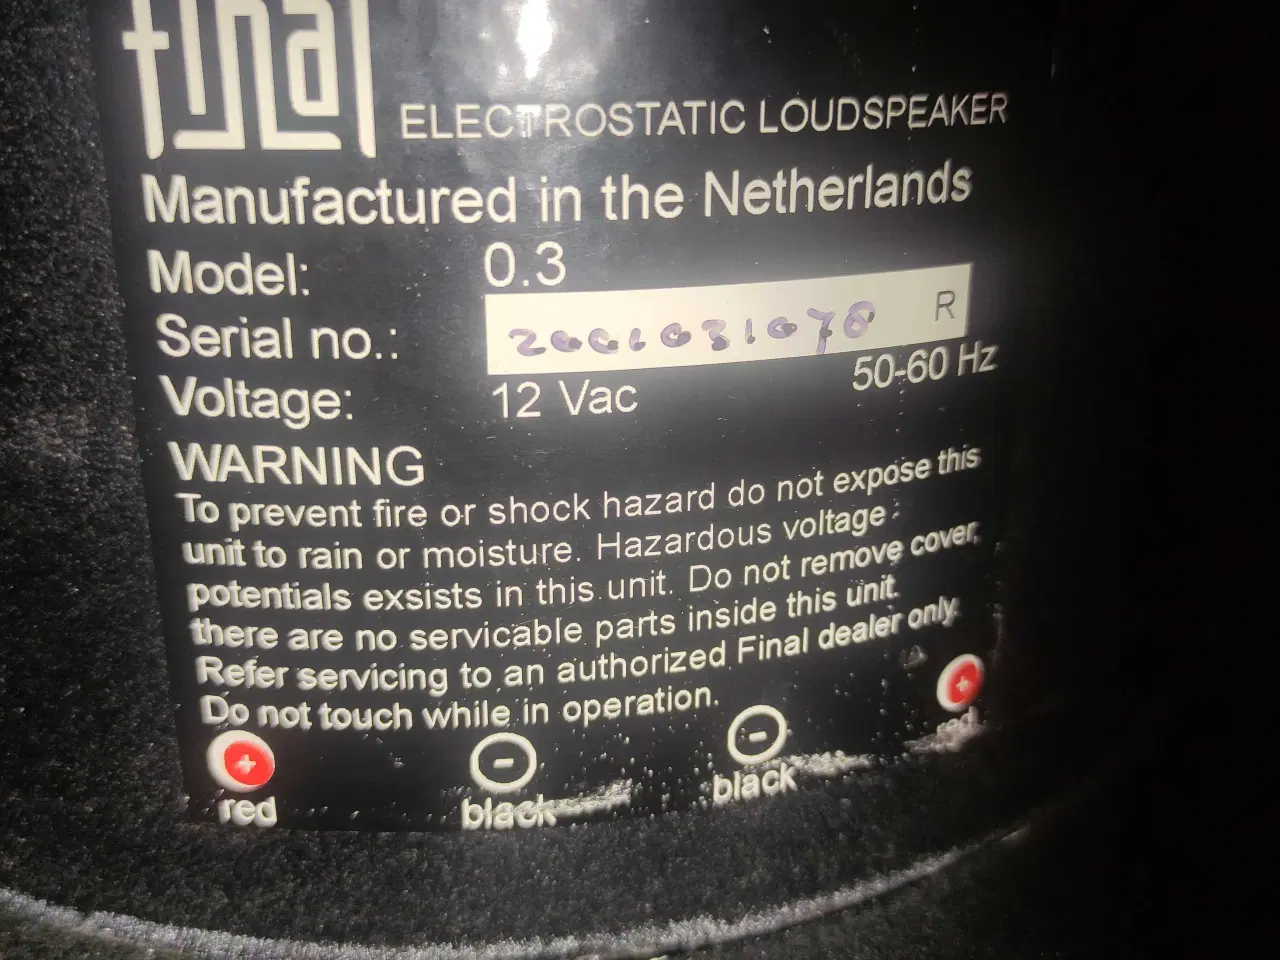 final
ELECTROSTATIC LOUDSPEAKER
Manufactured in the Netherlands
Model: 0.3
Serial no.: 2001031078 R
Voltage: 12 Vac 50-60 Hz
WARNING
To prevent fire or shock hazard do not expose this
unit to rain or moisture. Hazardous voltage
potentials exsists in this unit. Do not remove cover,
there are no servicable parts inside this unit.
Refer servicing to an authorized Final dealer only.
Do not touch while in operation.
+ - - +
red black black red